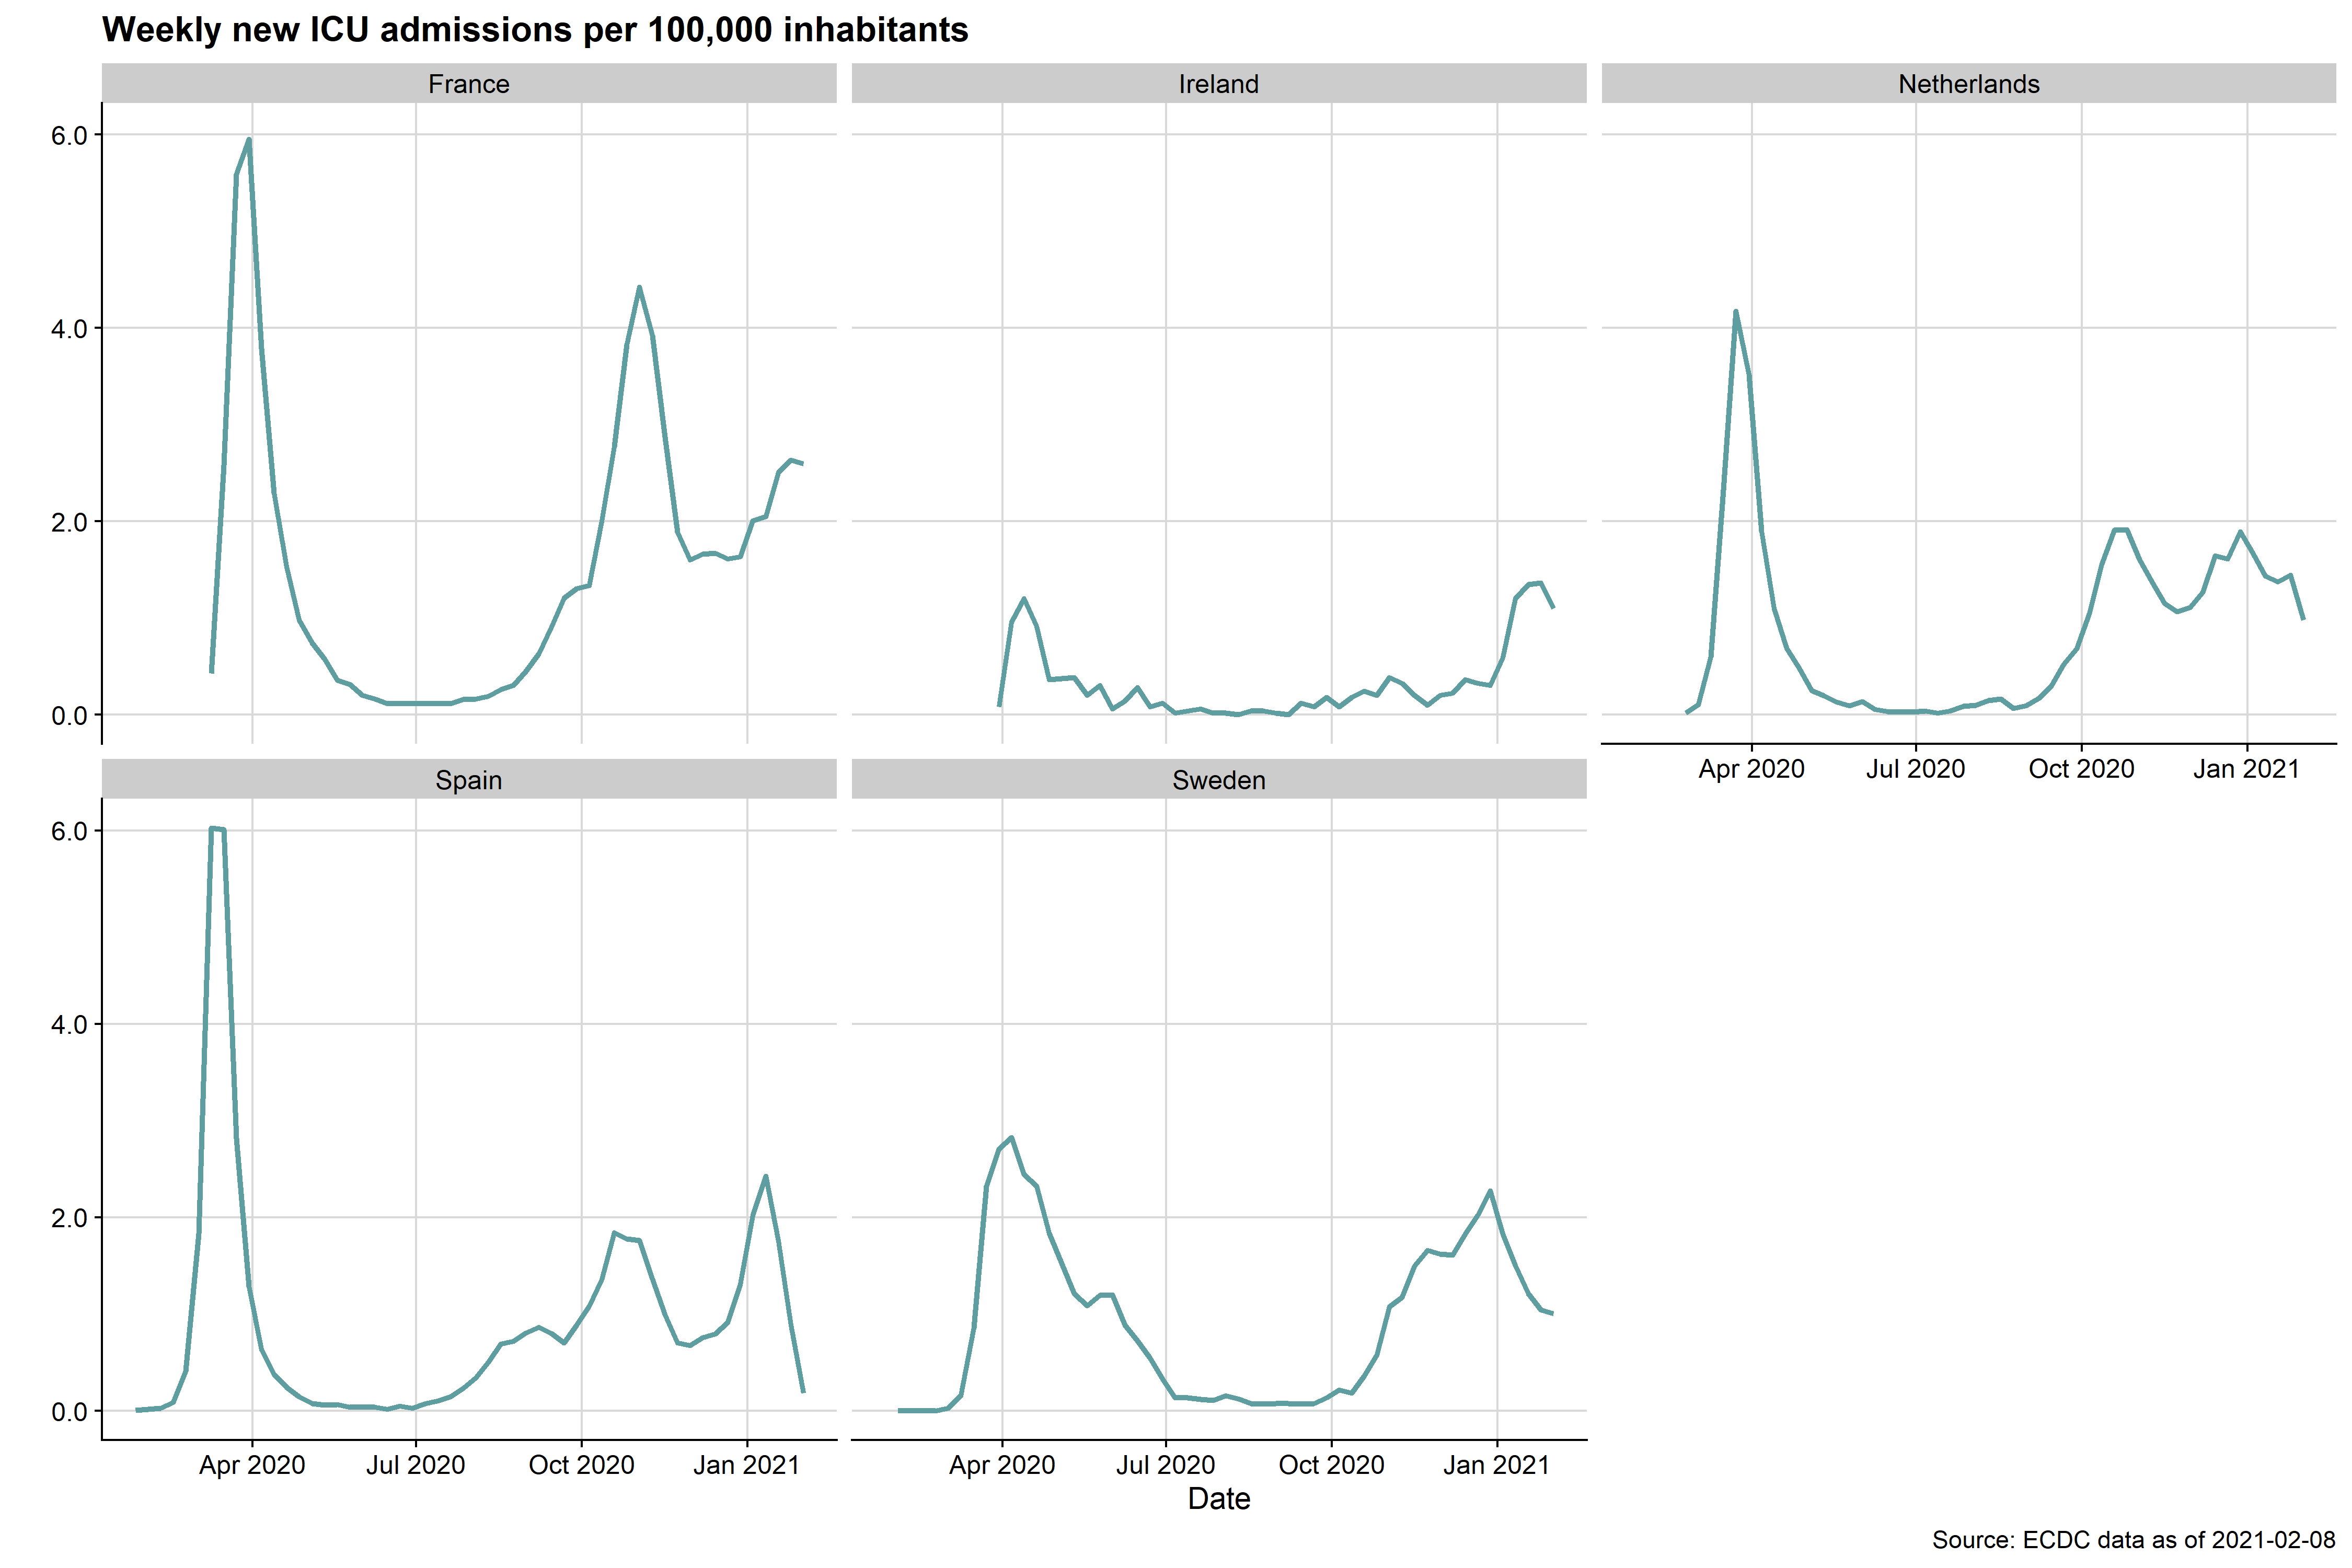 Weekly new ICU admissions per 100,000 inhabitants
France
Ireland
Netherlands
6.0
4.0
2.0
0.0
Apr 2020 Jul 2020 Oct 2020 Jan 2021
Spain
Sweden
6.0
4.0
2.0
0.0
Apr 2020 Jul 2020 Oct 2020 Jan 2021
Apr 2020 Jul 2020 Oct 2020 Jan 2021
Date
Source: ECDC data as of 2021-02-08